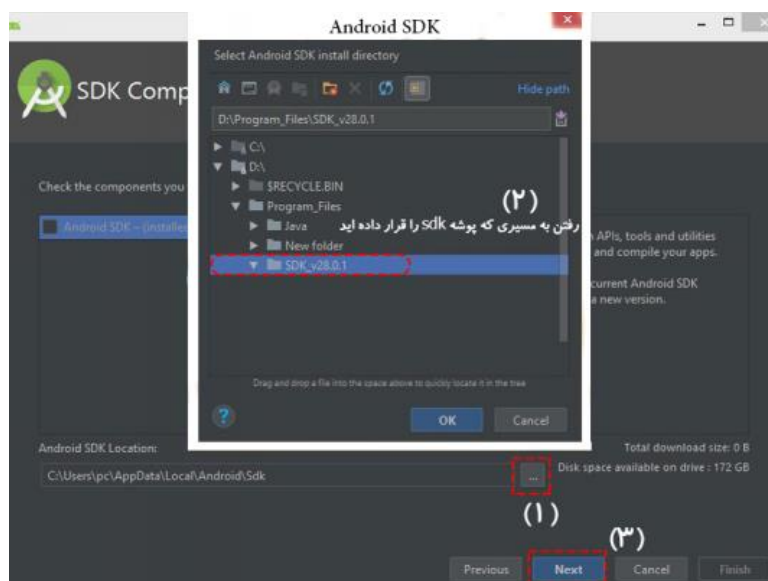 Android SDK
Select Android SDK install directory
SDK Comp
Hide path
D:\Program_Files\SDK_v28.0.1
C:\
D:\
Check the components you
$RECYCLE.BIN
Program_Files
(۲)
Java
رفتن به مسیری که پوشه sdk را قرار داده اید
New folder
SDK_v28.0.1
Android SDK – (installed
APIs, tools and utilities
and compile your apps.
current Android SDK
a new version.
Drag and drop a file into the space above to quickly locate it in the tree
?
OK
Cancel
Android SDK Location:
Total download size: 0 B
C:\Users\pc\AppData\Local\Android\Sdk
...
Disk space available on drive : 172 GB
(۱)
(۳)
Previous
Next
Cancel
Finish